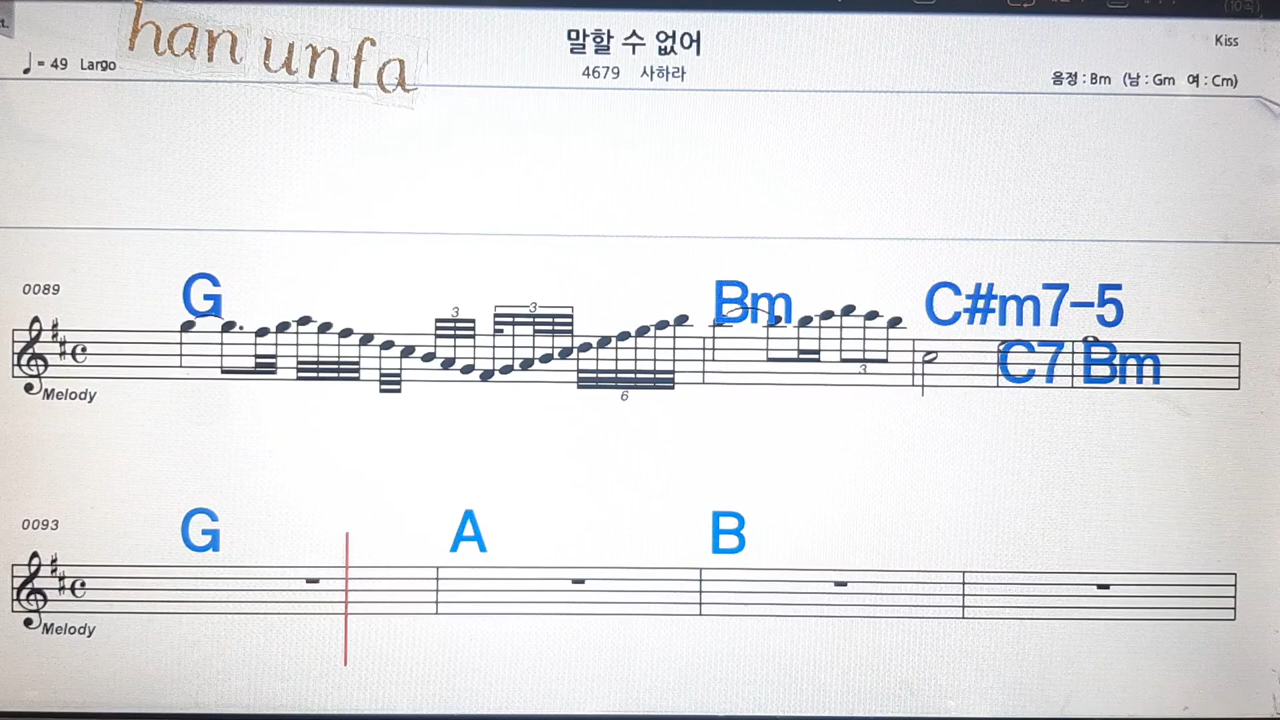 t.
han unfa
말할 수 없어
Kiss
♩= 49 Largo
4679 사하라
음정 : Bm (남 : Gm 여 : Cm)
0089
G
Bm
C#m7-5
3
3
3
C7 Bm
6
Melody
0093
G
A
B
Melody